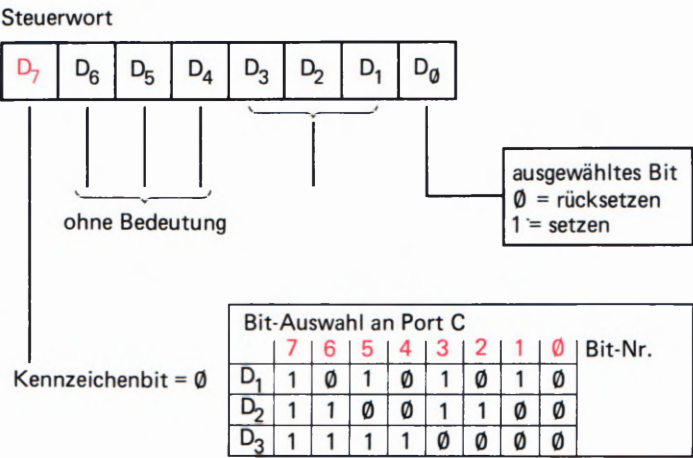 Steuerwort
D7 D6 D5 D4 D3 D2 D1 DØ
ausgewähltes Bit
Ø = rücksetzen
1 = setzen
ohne Bedeutung
Bit-Auswahl an Port C
7 6 5 4 3 2 1 Ø Bit-Nr.
Kennzeichenbit = Ø
D1 1 Ø 1 Ø 1 Ø 1 Ø
D2 1 1 Ø Ø 1 1 Ø Ø
D3 1 1 1 1 Ø Ø Ø Ø